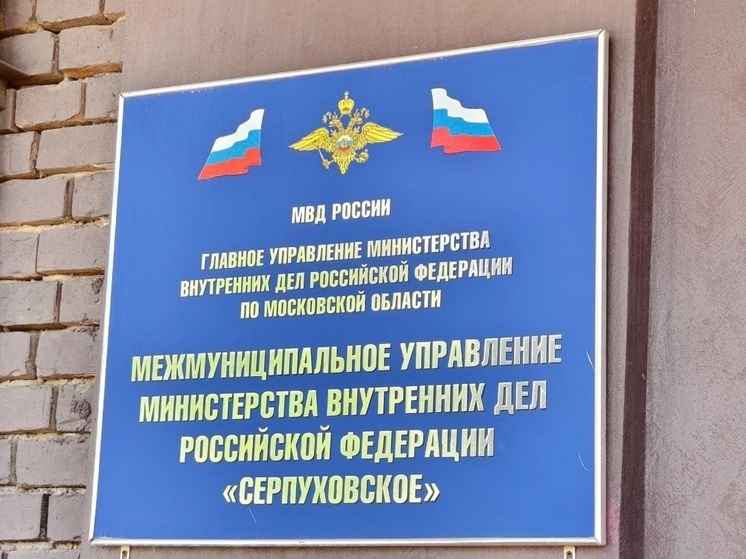 МВД РОССИИ
ГЛАВНОЕ УПРАВЛЕНИЕ МИНИСТЕРСТВА
ВНУТРЕННИХ ДЕЛ РОССИЙСКОЙ ФЕДЕРАЦИИ
ПО МОСКОВСКОЙ ОБЛАСТИ
МЕЖМУНИЦИПАЛЬНОЕ УПРАВЛЕНИЕ
МИНИСТЕРСТВА ВНУТРЕННИХ ДЕЛ
РОССИЙСКОЙ ФЕДЕРАЦИИ
«СЕРПУХОВСКОЕ»